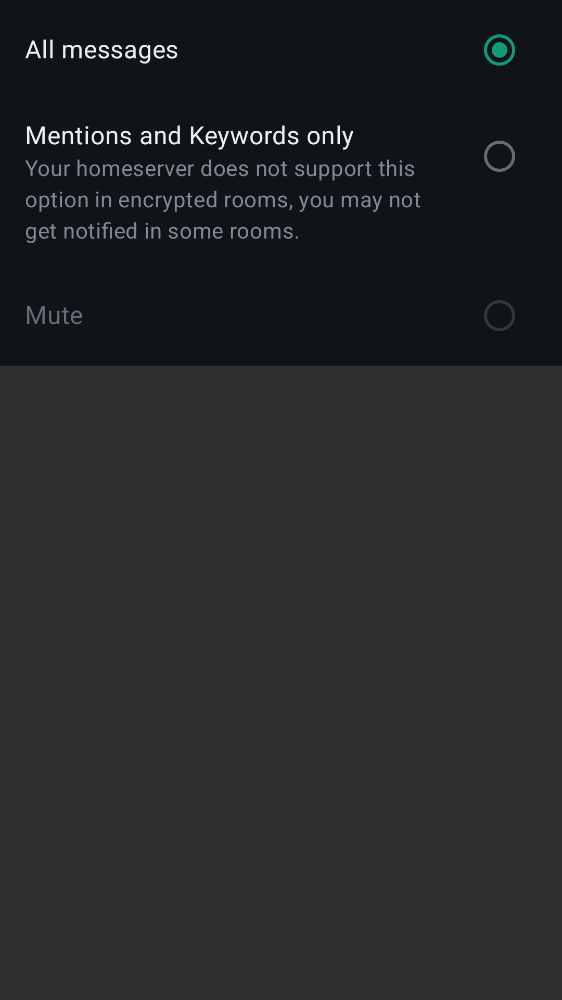 All messages
Mentions and Keywords only
Your homeserver does not support this
option in encrypted rooms, you may not
get notified in some rooms.
Mute